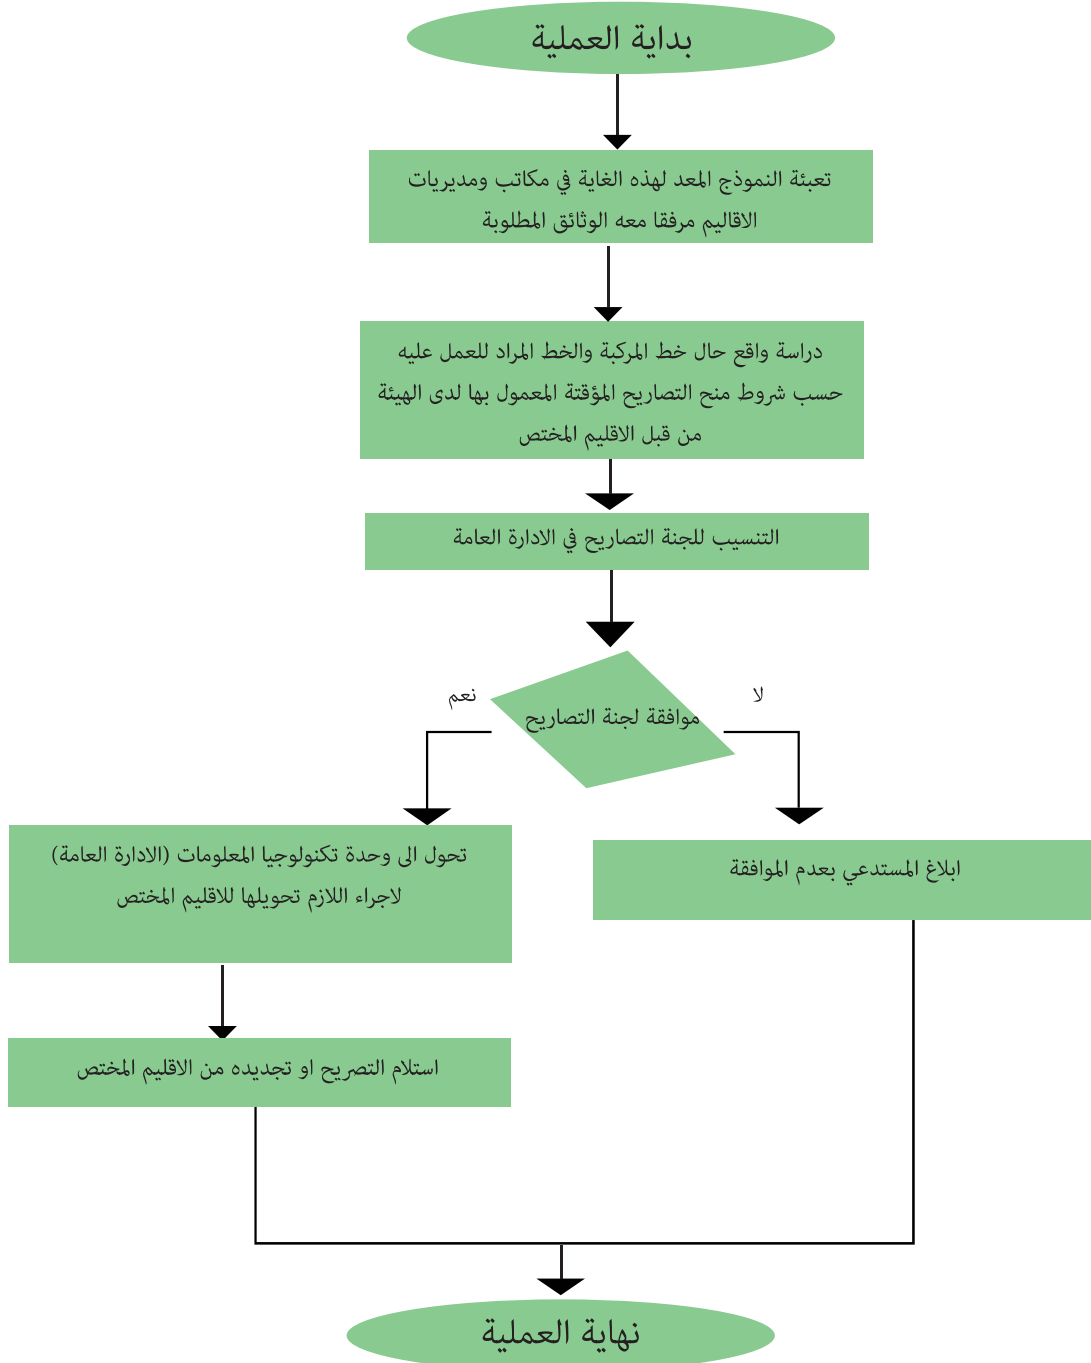 بداية العملية
تعبئة النموذج المعد لهذه الغاية في مكاتب ومديريات
الاقاليم مرفقا معه الوثائق المطلوبة
دراسة واقع حال خط المركبة والخط المراد للعمل عليه
حسب شروط منح التصاريح المؤقتة المعمول بها لدى الهيئة
من قبل الاقليم المختص
التنسيب للجنة التصاريح في الادارة العامة
لا
نعم
موافقة لجنة التصاريح
ابلاغ المستدعي بعدم الموافقة
تحول الى وحدة تكنولوجيا المعلومات (الادارة العامة)
لاجراء اللازم تحويلها للاقليم المختص
استلام التصريح او تجديده من الاقليم المختص
نهاية العملية